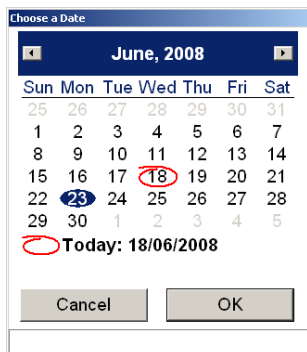 Choose a Date
June, 2008
Sun Mon Tue Wed Thu Fri Sat
25 26 27 28 29 30 31
1 2 3 4 5 6 7
8 9 10 11 12 13 14
15 16 17 18 19 20 21
22 23 24 25 26 27 28
29 30 1 2 3 4 5
Today: 18/06/2008
Cancel OK